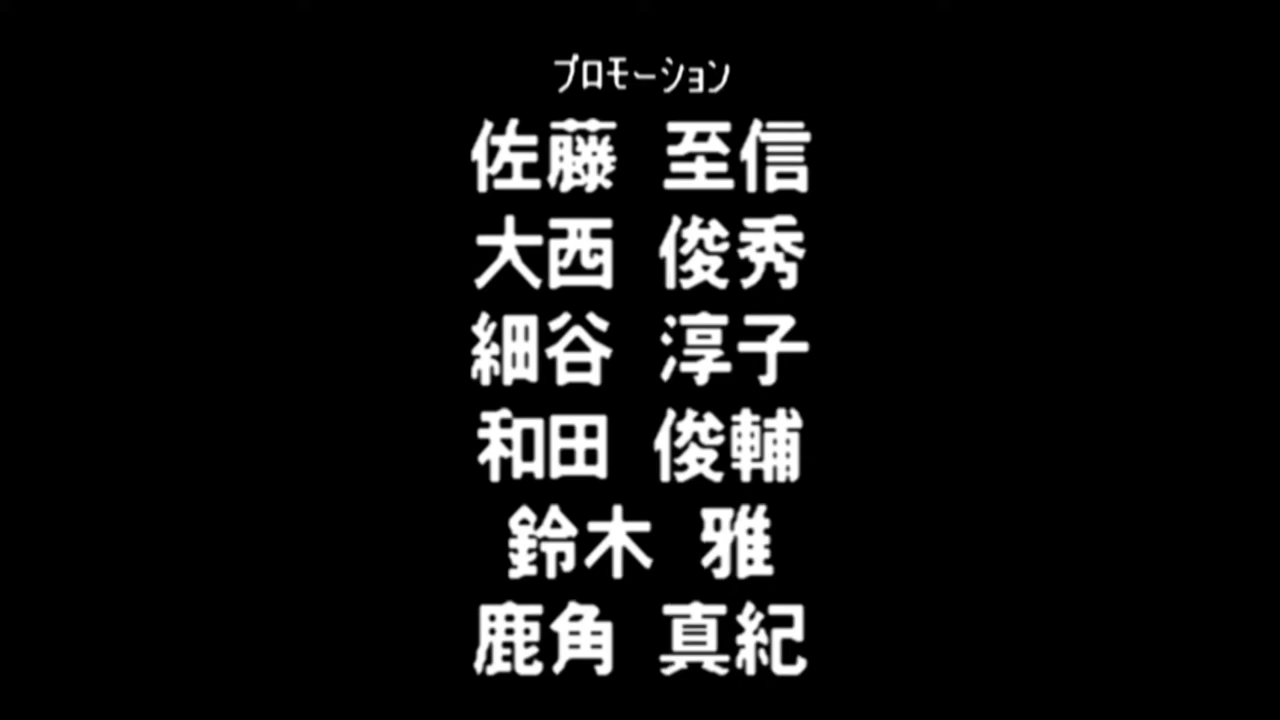 プロモーション
佐藤 至信
大西 俊秀
細谷 淳子
和田 俊輔
鈴木 雅
鹿角 真紀